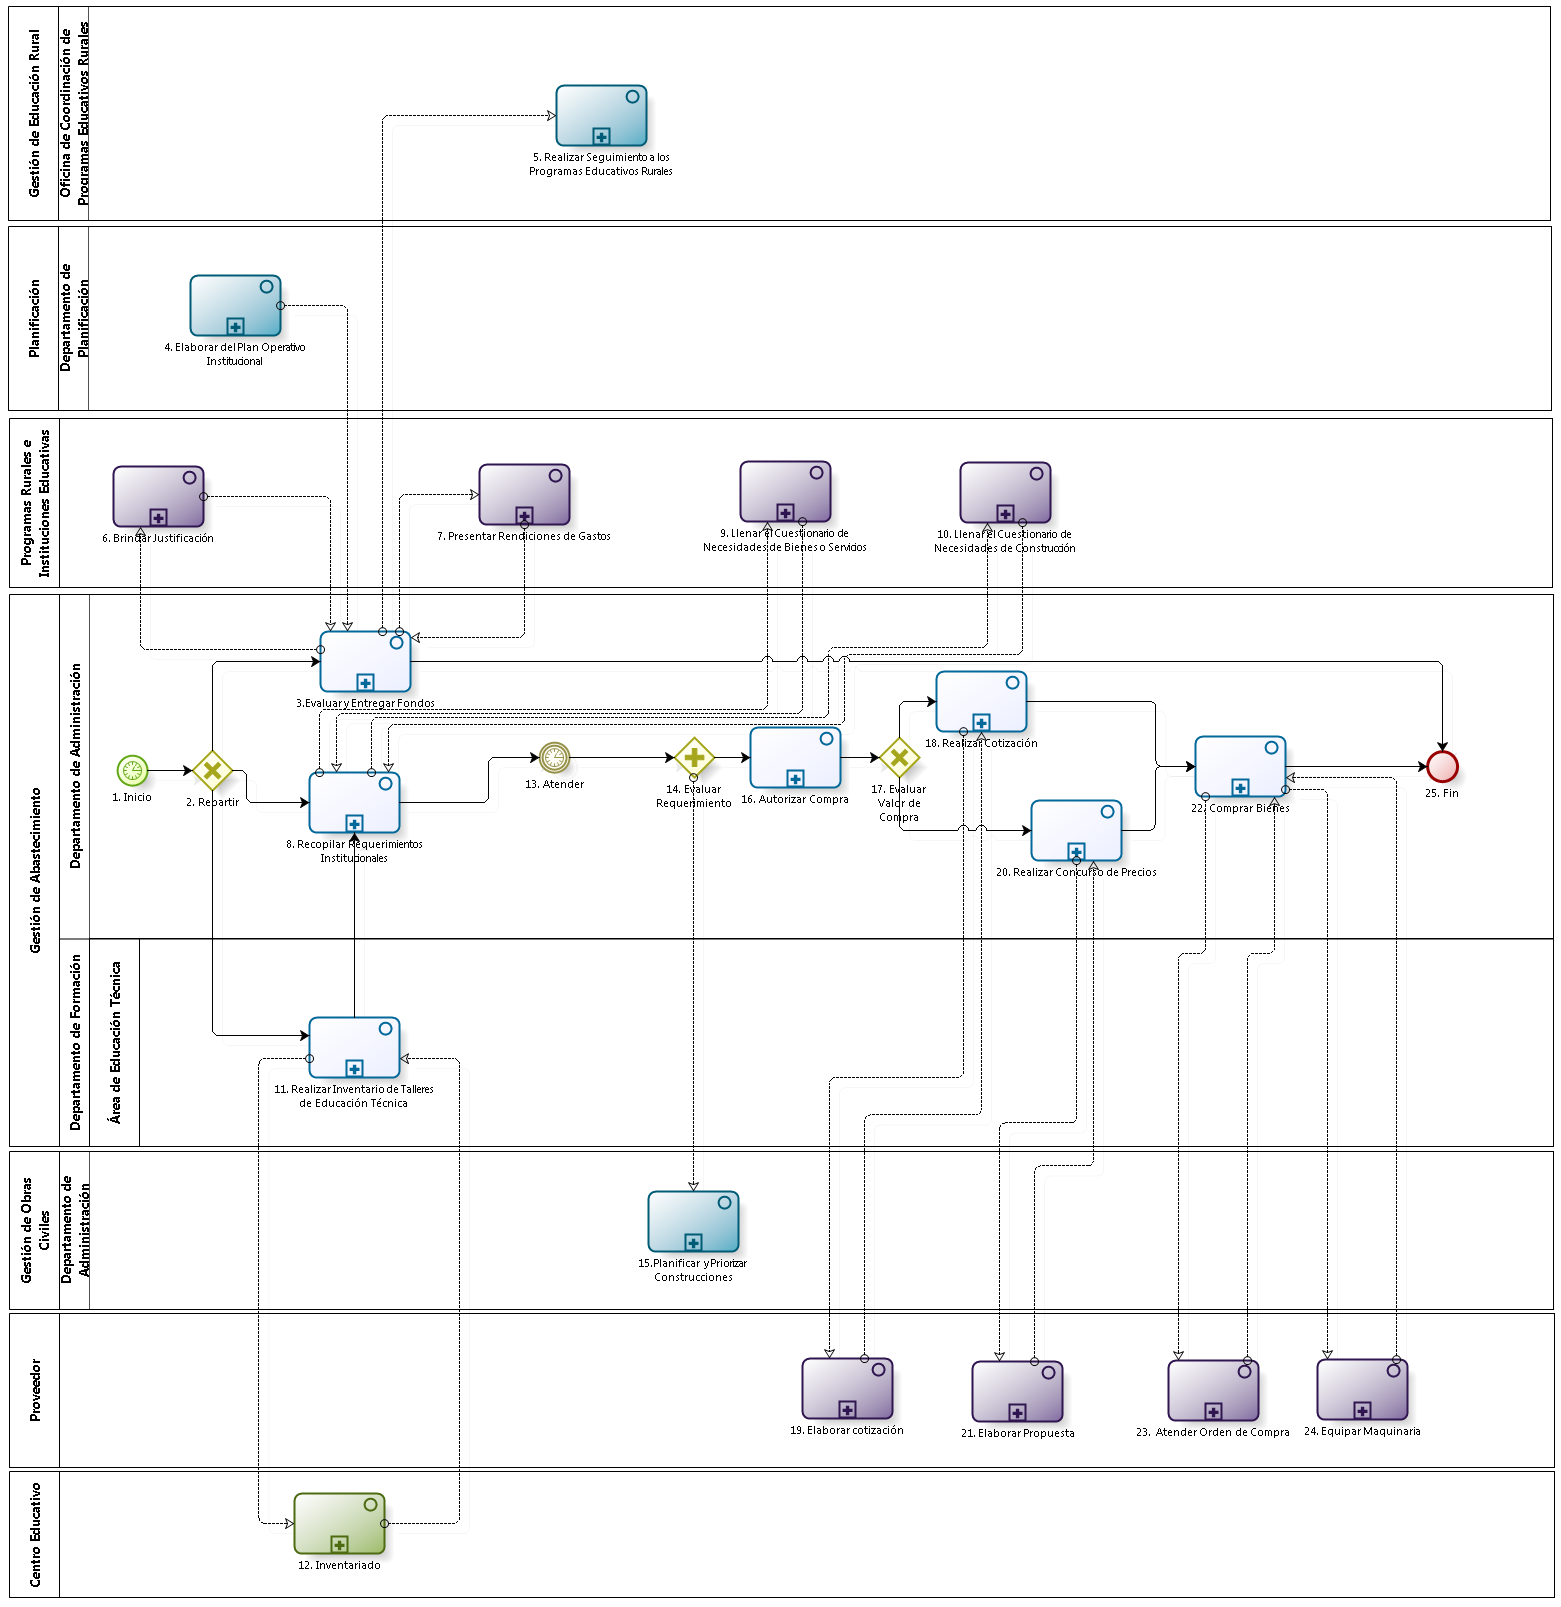 Gestión de Educación Rural
Oficina de Coordinación de
Programas Educativos Rurales
5. Realizar Seguimiento a los
Programas Educativos Rurales
Planificación
Departamento de
Planificación
4. Elaborar del Plan Operativo
Institucional
Programas Rurales e
Instituciones Educativas
6. Brindar Justificación
7. Presentar Rendiciones de Gastos
9. Llenar el Cuestionario de
Necesidades de Bienes o Servicios
10. Llenar el Cuestionario de
Necesidades de Construcción
Gestión de Abastecimiento
Departamento de Administración
3.Evaluar y Entregar Fondos
1. Inicio
2. Repartir
8. Recopilar Requerimientos
Institucionales
13. Atender
14. Evaluar
Requerimiento
16. Autorizar Compra
17. Evaluar
Valor de
Compra
18. Realizar Cotización
20. Realizar Concurso de Precios
22. Comprar Bienes
25. Fin
Departamento de Formación
Área de Educación Técnica
11. Realizar Inventario de Talleres
de Educación Técnica
Gestión de Obras
Civiles
Departamento de
Administración
15.Planificar y Priorizar
Construcciones
Proveedor
19. Elaborar cotización
21. Elaborar Propuesta
23. Atender Orden de Compra
24. Equipar Maquinaria
Centro Educativo
12. Inventariado